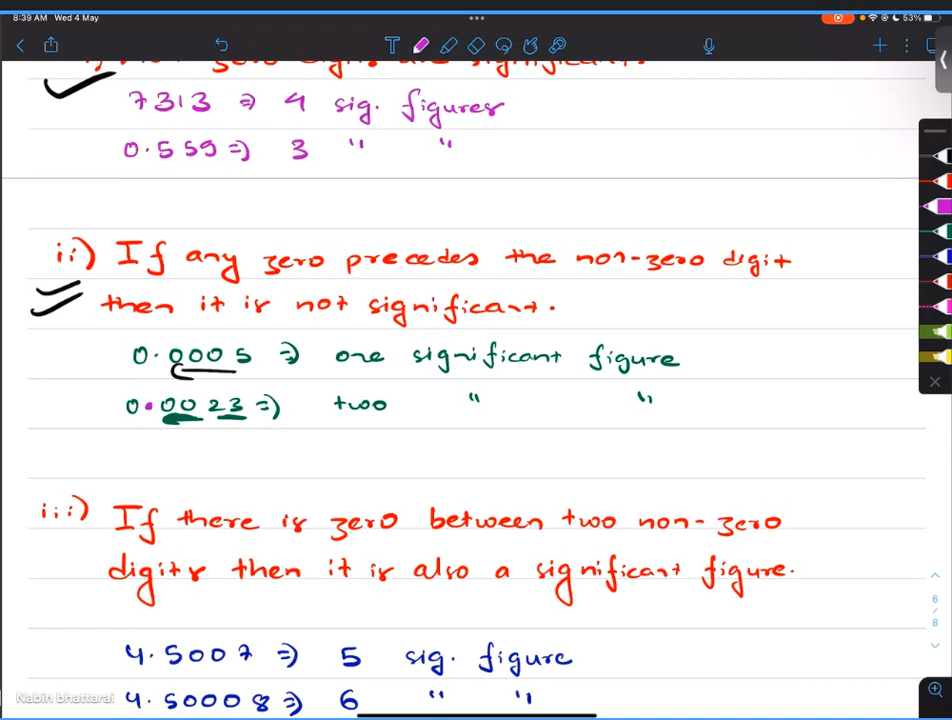 8:39 AM Wed 4 May
53%
T
7313 => 4 sig. figures
0.559 => 3 " "
ii) If any zero precedes the non-zero digit
then it is not significant.
0.0005 => one significant figure
0.0023 => two " "
iii) If there is zero between two non-zero
digits then it is also a significant figure.
4.5007 => 5 sig. figure
4.50008 => 6 " "
6
8
Nabin bhattarai